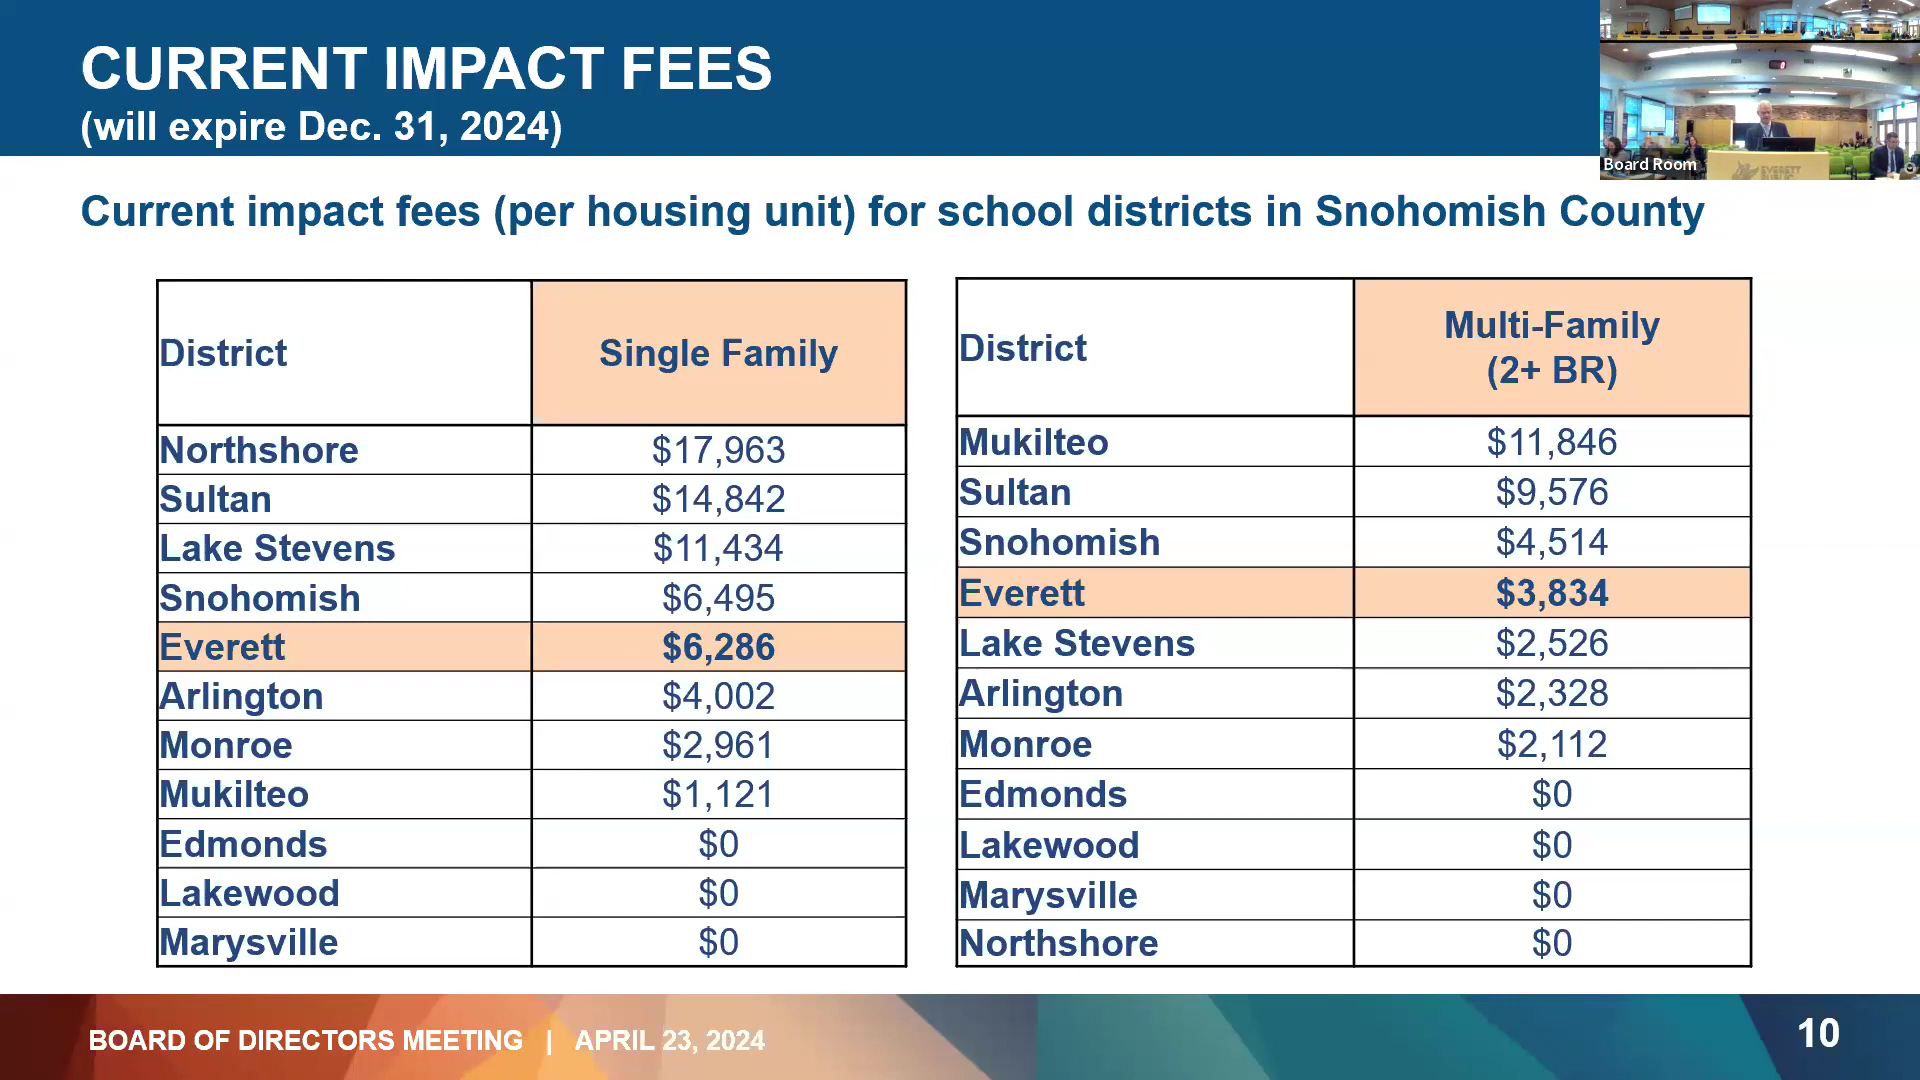 CURRENT IMPACT FEES
(will expire Dec. 31, 2024)
Board Room
Current impact fees (per housing unit) for school districts in Snohomish County
District Single Family
Northshore $17,963
Sultan $14,842
Lake Stevens $11,434
Snohomish $6,495
Everett $6,286
Arlington $4,002
Monroe $2,961
Mukilteo $1,121
Edmonds $0
Lakewood $0
Marysville $0
District Multi-Family
(2+ BR)
Mukilteo $11,846
Sultan $9,576
Snohomish $4,514
Everett $3,834
Lake Stevens $2,526
Arlington $2,328
Monroe $2,112
Edmonds $0
Lakewood $0
Marysville $0
Northshore $0
BOARD OF DIRECTORS MEETING | APRIL 23, 2024
10